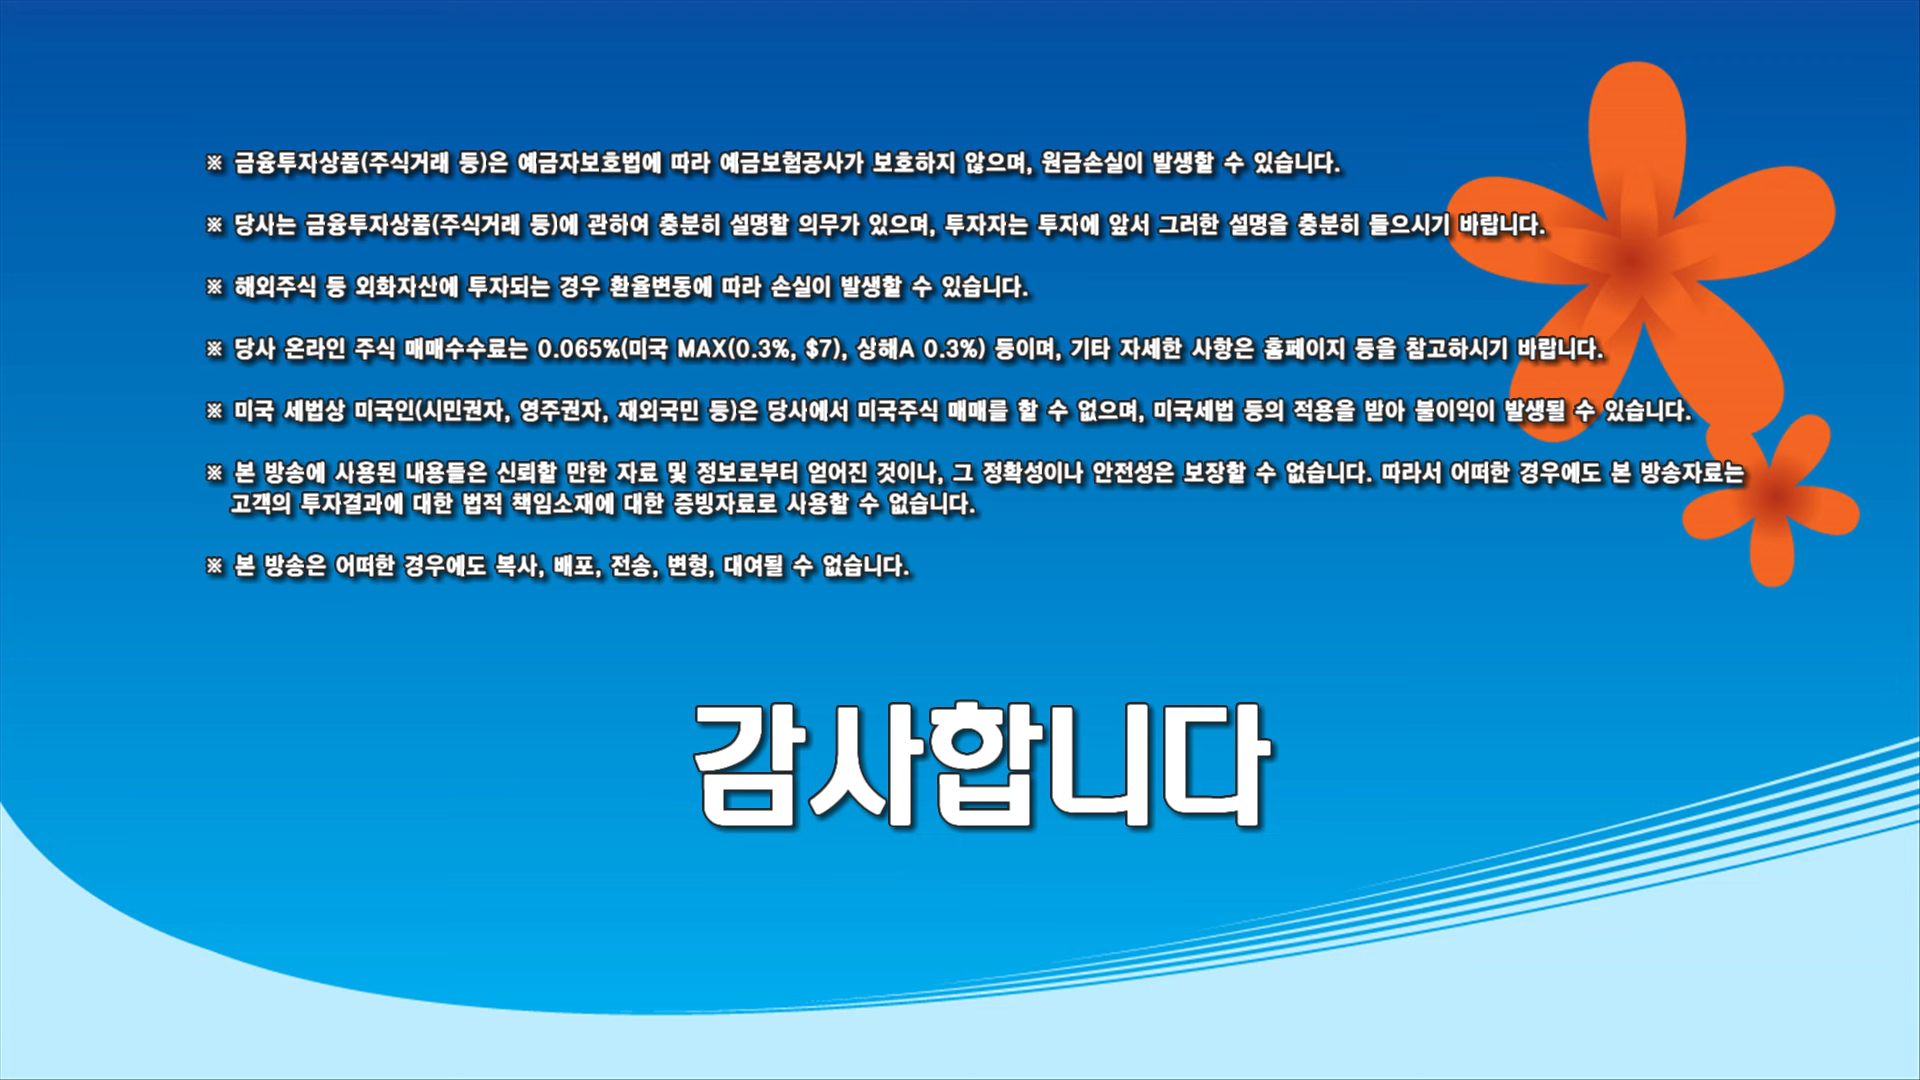 ※ 금융투자상품(주식거래 등)은 예금자보호법에 따라 예금보험공사가 보호하지 않으며, 원금손실이 발생할 수 있습니다.
※ 당사는 금융투자상품(주식거래 등)에 관하여 충분히 설명할 의무가 있으며, 투자자는 투자에 앞서 그러한 설명을 충분히 들으시기 바랍니다.
※ 해외주식 등 외화자산에 투자되는 경우 환율변동에 따라 손실이 발생할 수 있습니다.
※ 당사 온라인 주식 매매수수료는 0.065%(미국 MAX(0.3%, $7), 상해A 0.3%) 등이며, 기타 자세한 사항은 홈페이지 등을 참고하시기 바랍니다.
※ 미국 세법상 미국인(시민권자, 영주권자, 재외국민 등)은 당사에서 미국주식 매매를 할 수 없으며, 미국세법 등의 적용을 받아 불이익이 발생될 수 있습니다.
※ 본 방송에 사용된 내용들은 신뢰할 만한 자료 및 정보로부터 얻어진 것이나, 그 정확성이나 안전성은 보장할 수 없습니다. 따라서 어떠한 경우에도 본 방송자료는
고객의 투자결과에 대한 법적 책임소재에 대한 증빙자료로 사용할 수 없습니다.
※ 본 방송은 어떠한 경우에도 복사, 배포, 전송, 변형, 대여될 수 없습니다.
감사합니다